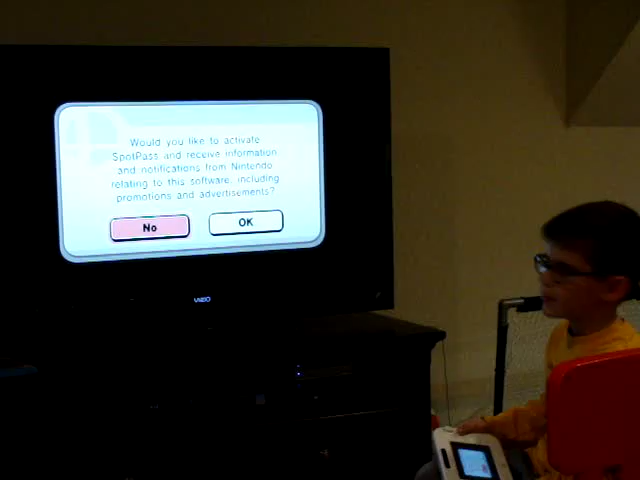 Would you like to activate
SpotPass and receive information
and notifications from Nintendo
relating to this software, including
promotions and advertisements?
No
OK
VIZIO